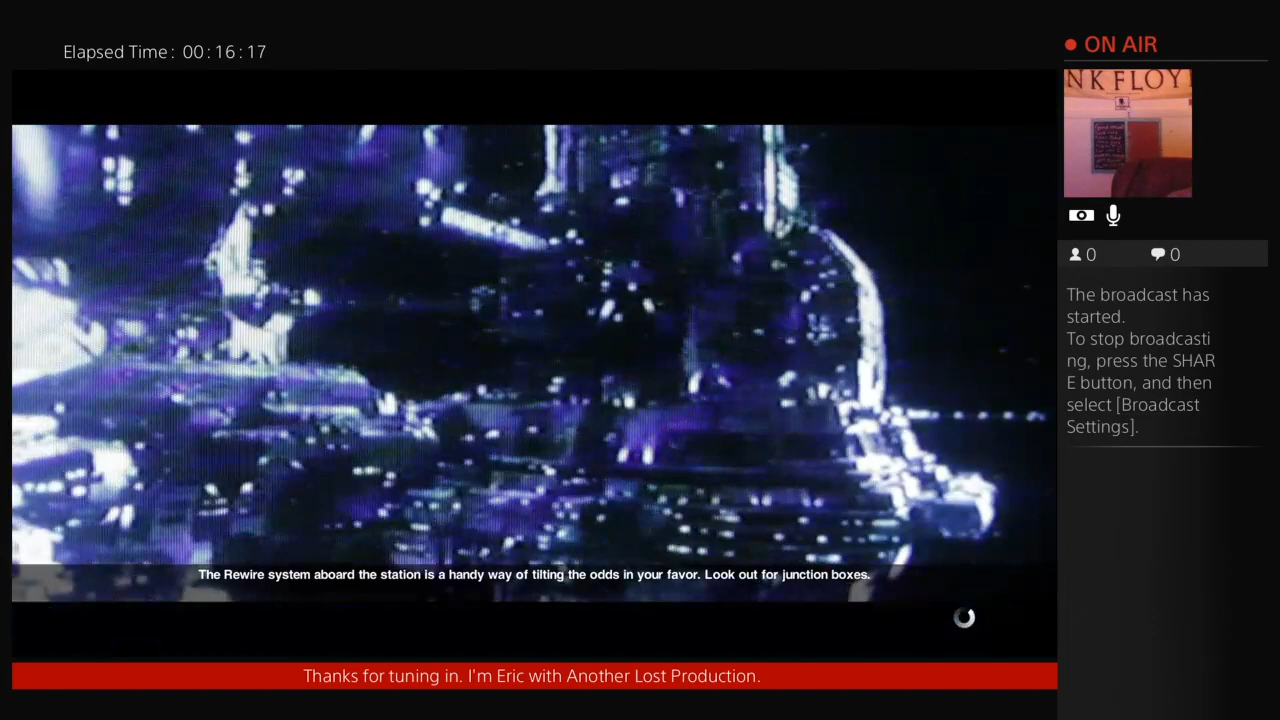 Elapsed Time: 00:16:17
ON AIR
NK FLOY
0 0
The broadcast has
started.
To stop broadcasti
ng, press the SHAR
E button, and then
select [Broadcast
Settings].
The Rewire system aboard the station is a handy way of tilting the odds in your favor. Look out for junction boxes.
Thanks for tuning in. I'm Eric with Another Lost Production.